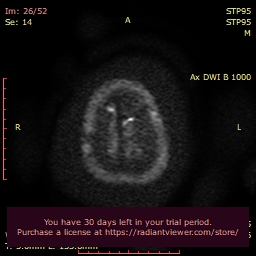 Im: 26/52
Se: 14
A
STP95
STP95
M
Ax DWI B 1000
R
L
You have 30 days left in your trial period.
Purchase a license at https://radiantviewer.com/store/